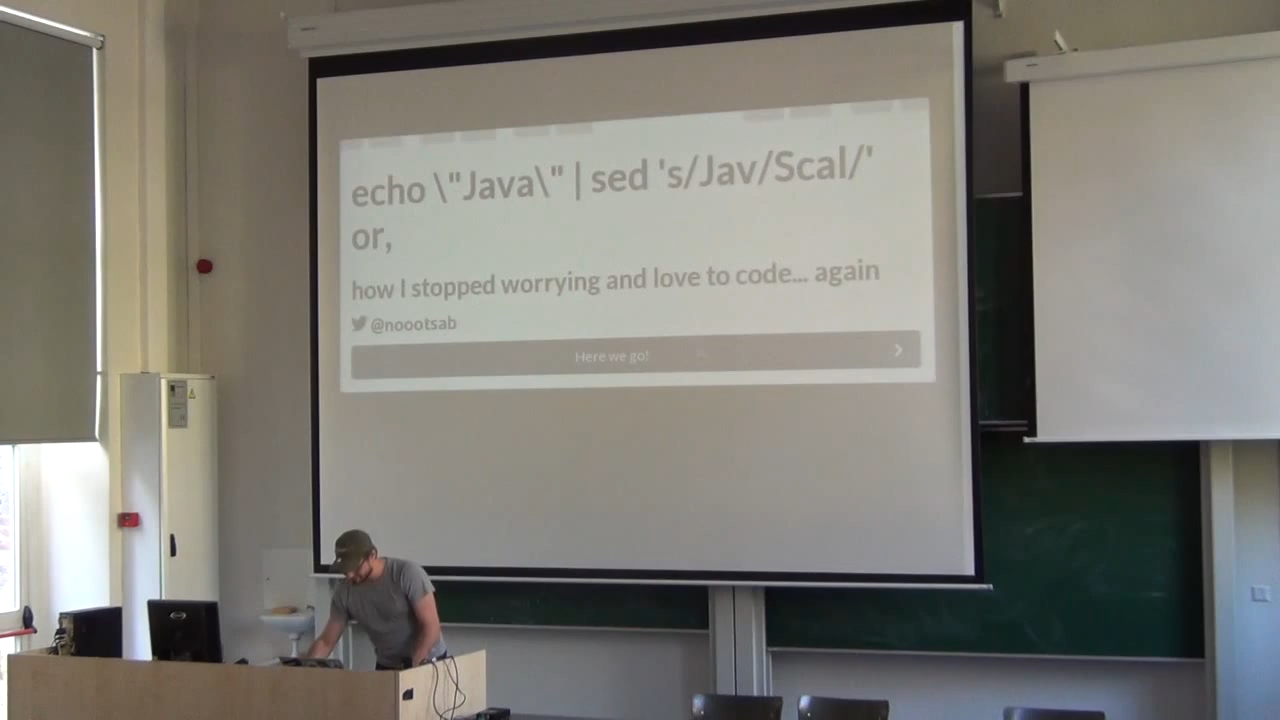 echo \"Java\" | sed 's/Jav/Scal/'
or,
how I stopped worrying and love to code... again
@noootsab
Here we go!